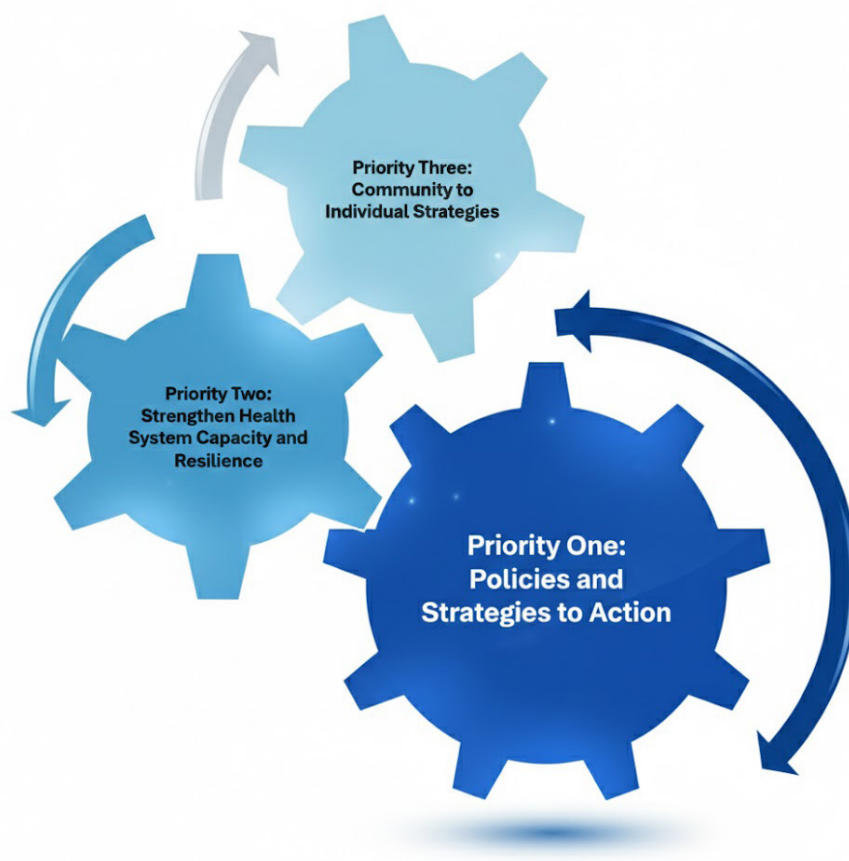 Priority Three:
Community to
Individual Strategies
Priority Two:
Strengthen Health
System Capacity and
Resilience
Priority One:
Policies and
Strategies to Action